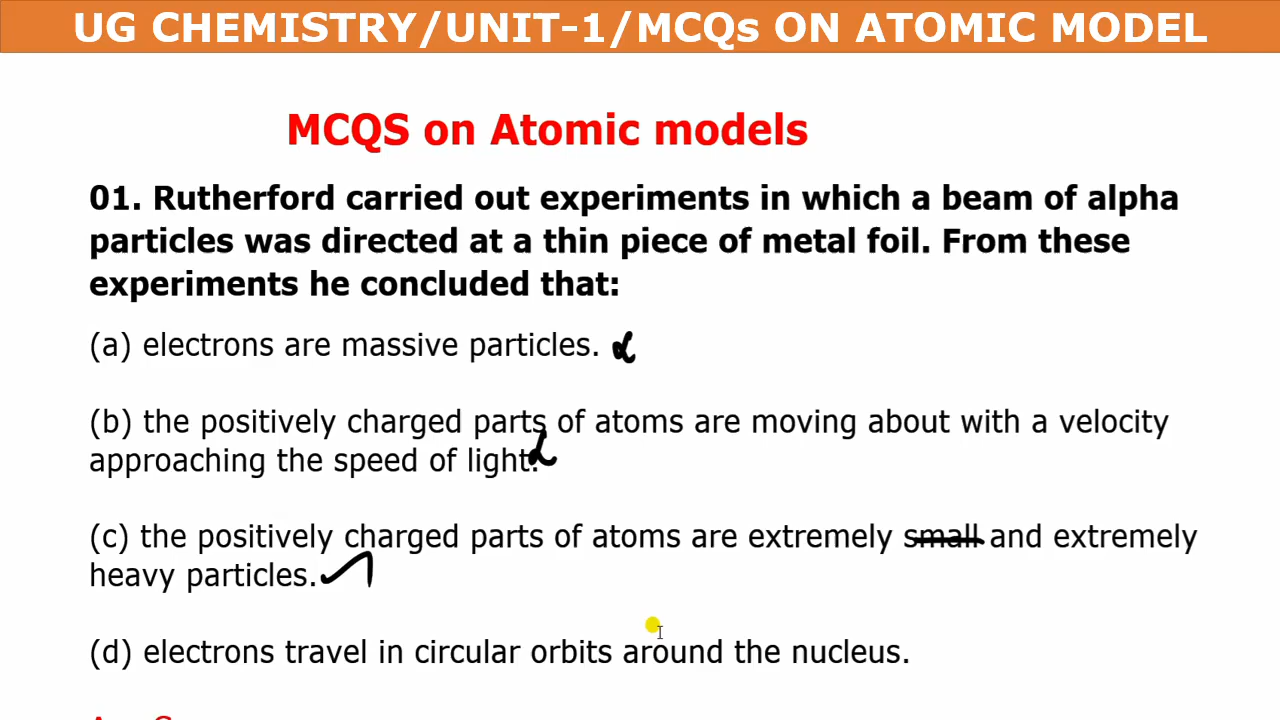 UG CHEMISTRY/UNIT-1/MCQs ON ATOMIC MODEL
MCQS on Atomic models
01. Rutherford carried out experiments in which a beam of alpha
particles was directed at a thin piece of metal foil. From these
experiments he concluded that:
(a) electrons are massive particles.
(b) the positively charged parts of atoms are moving about with a velocity
approaching the speed of light.
(c) the positively charged parts of atoms are extremely small and extremely
heavy particles.
(d) electrons travel in circular orbits around the nucleus.